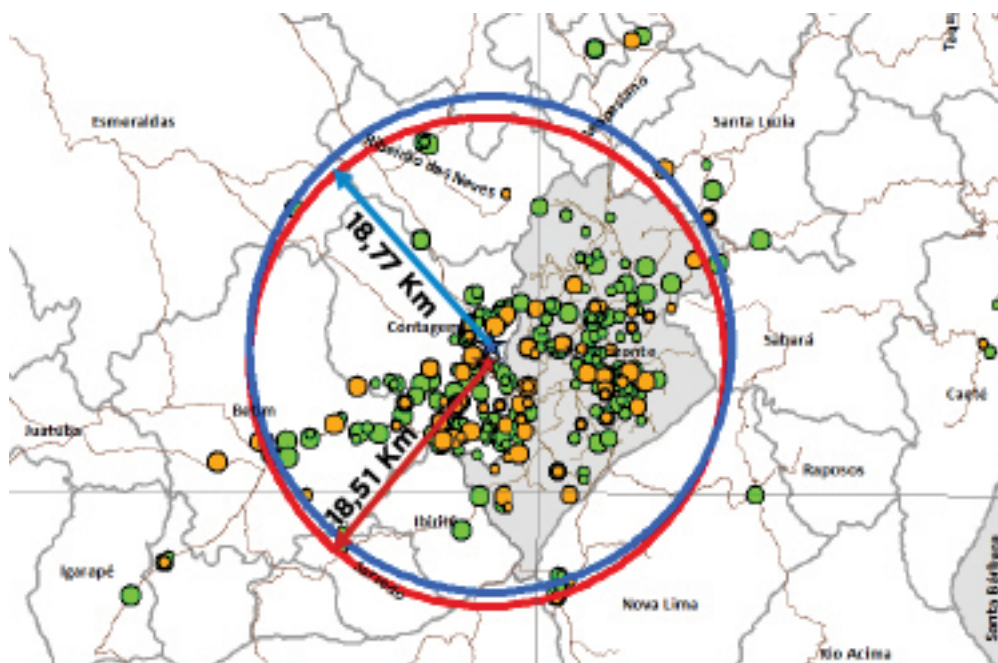 Esmeraldas
Santa Luzia
Ribeirão das Neves
18,77 Km
Contagem
Sabará
Caeté
Betim
Juatuba
18,51 Km
Raposos
Ibirité
Igarapé
Sarzedo
Nova Lima
Santa Bárbara
Rio Acima